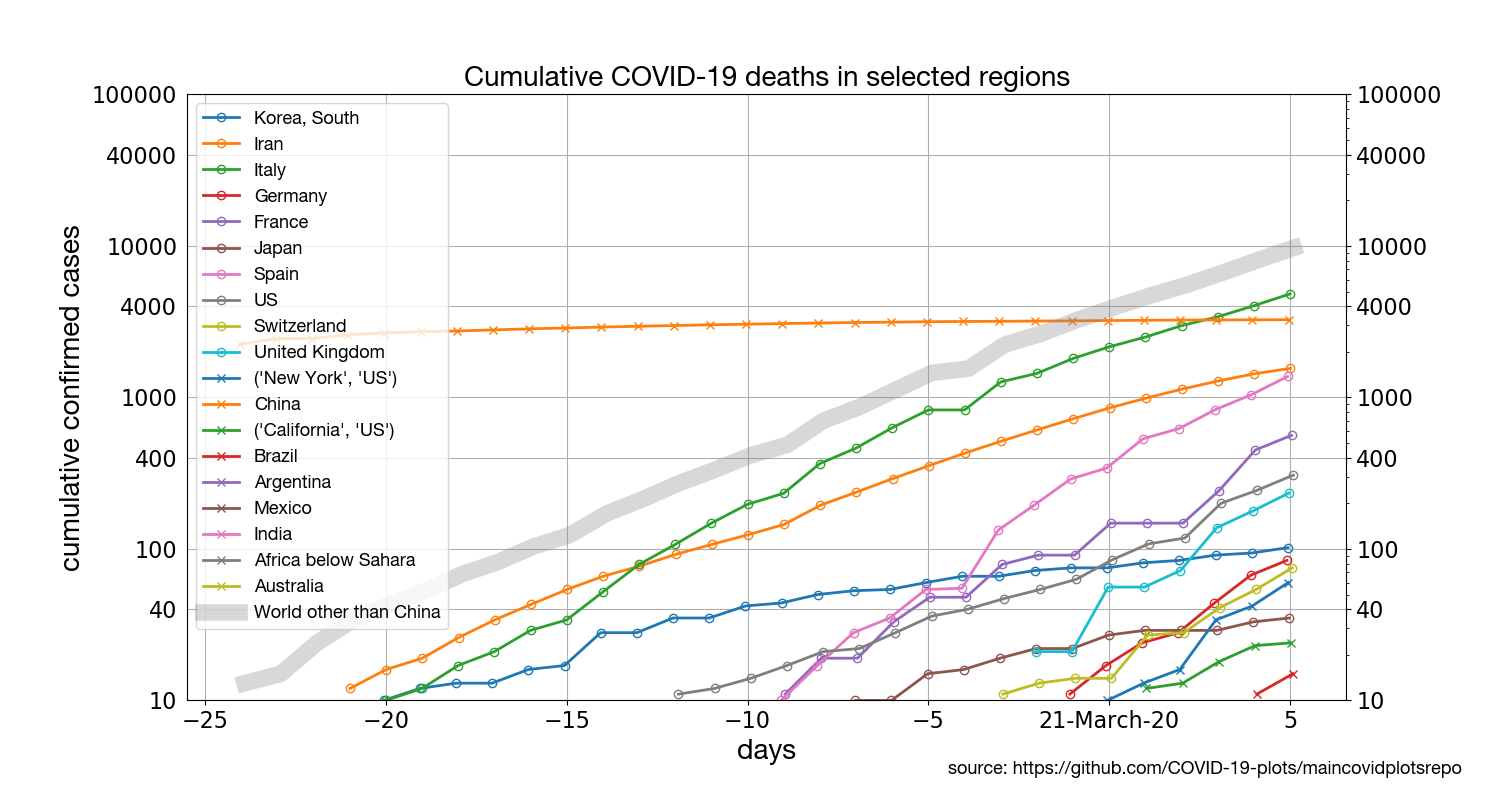 Cumulative COVID-19 deaths in selected regions
100000
40000
10000
4000
1000
400
100
40
10
cumulative confirmed cases
Korea, South
Iran
Italy
Germany
France
Japan
Spain
US
Switzerland
United Kingdom
('New York', 'US')
China
('California', 'US')
Brazil
Argentina
Mexico
India
Africa below Sahara
Australia
World other than China
100000
40000
10000
4000
1000
400
100
40
10
−25 −20 −15 −10 −5 21-March-20 5
days
source: https://github.com/COVID-19-plots/maincovidplotsrepo